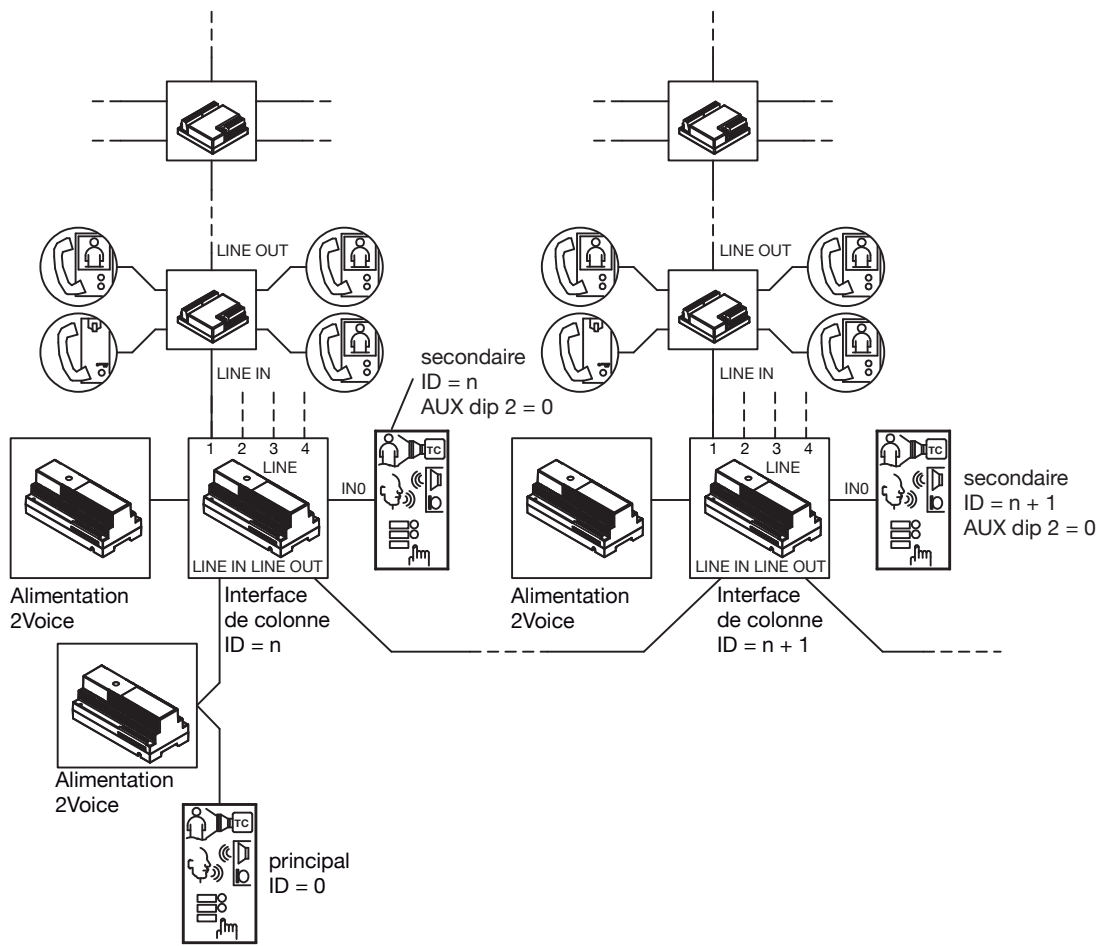 LINE OUT
LINE OUT
LINE IN
LINE IN
secondaire
ID = n
AUX dip 2 = 0
1 2 3 4
LINE
TC
IN0
LINE IN LINE OUT
1 2 3 4
LINE
TC
IN0
LINE IN LINE OUT
secondaire
ID = n + 1
AUX dip 2 = 0
Alimentation
2Voice
Interface
de colonne
ID = n
Alimentation
2Voice
Interface
de colonne
ID = n + 1
Alimentation
2Voice
TC
principal
ID = 0